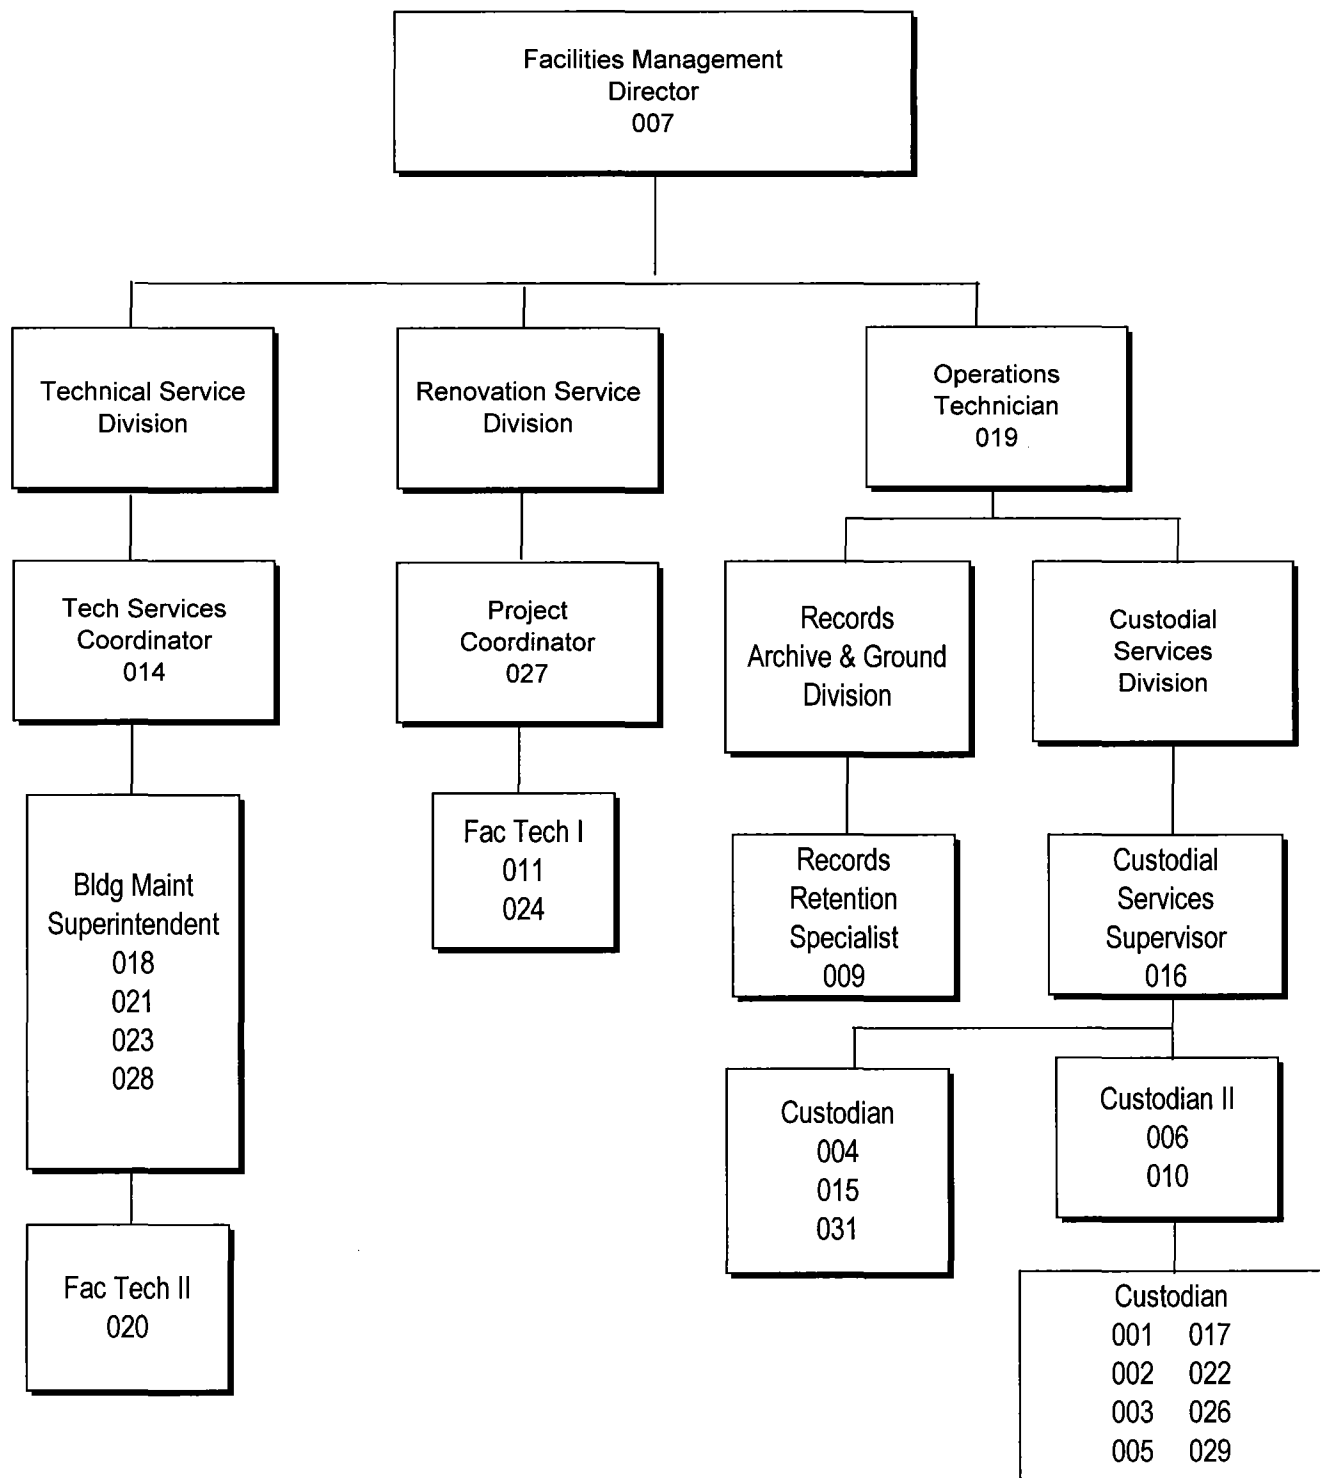 Facilities Management
Director
007
Technical Service
Division
Renovation Service
Division
Operations
Technician
019
Tech Services
Coordinator
014
Project
Coordinator
027
Records
Archive & Ground
Division
Custodial
Services
Division
Bldg Maint
Superintendent
018
021
023
028
Fac Tech I
011
024
Records
Retention
Specialist
009
Custodial
Services
Supervisor
016
Custodian
004
015
031
Custodian II
006
010
Fac Tech II
020
Custodian
001 017
002 022
003 026
005 029